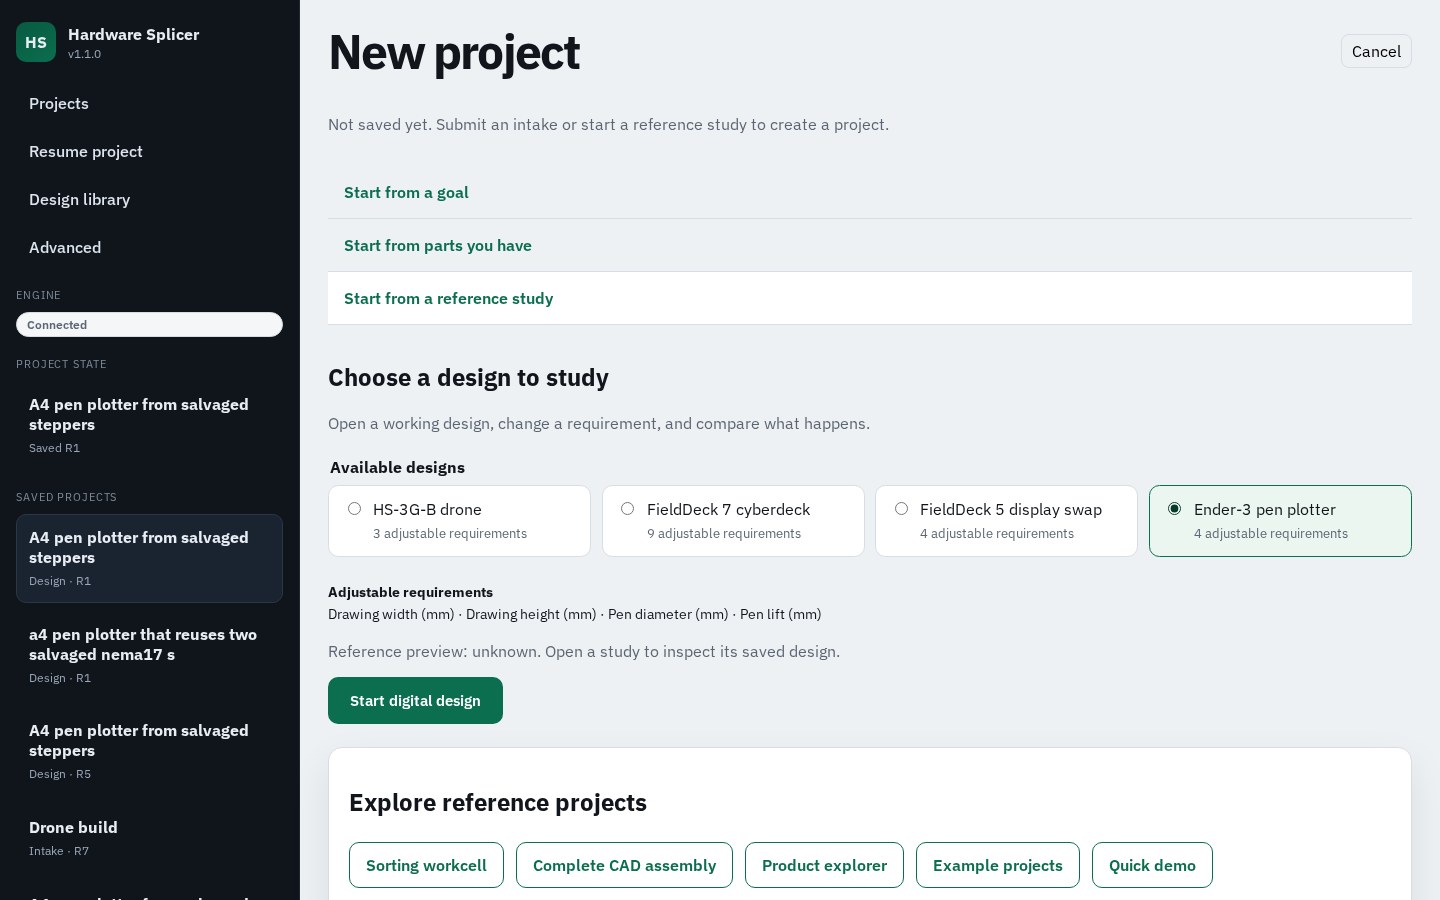 HS
Hardware Splicer
v1.1.0
Projects
Resume project
Design library
Advanced
ENGINE
Connected
PROJECT STATE
A4 pen plotter from salvaged
steppers
Saved R1
SAVED PROJECTS
A4 pen plotter from salvaged
steppers
Design · R1
a4 pen plotter that reuses two
salvaged nema17 s
Design · R1
A4 pen plotter from salvaged
steppers
Design · R5
Drone build
Intake · R7
New project
Cancel
Not saved yet. Submit an intake or start a reference study to create a project.
Start from a goal
Start from parts you have
Start from a reference study
Choose a design to study
Open a working design, change a requirement, and compare what happens.
Available designs
HS-3G-B drone
3 adjustable requirements
FieldDeck 7 cyberdeck
9 adjustable requirements
FieldDeck 5 display swap
4 adjustable requirements
Ender-3 pen plotter
4 adjustable requirements
Adjustable requirements
Drawing width (mm) · Drawing height (mm) · Pen diameter (mm) · Pen lift (mm)
Reference preview: unknown. Open a study to inspect its saved design.
Start digital design
Explore reference projects
Sorting workcell
Complete CAD assembly
Product explorer
Example projects
Quick demo